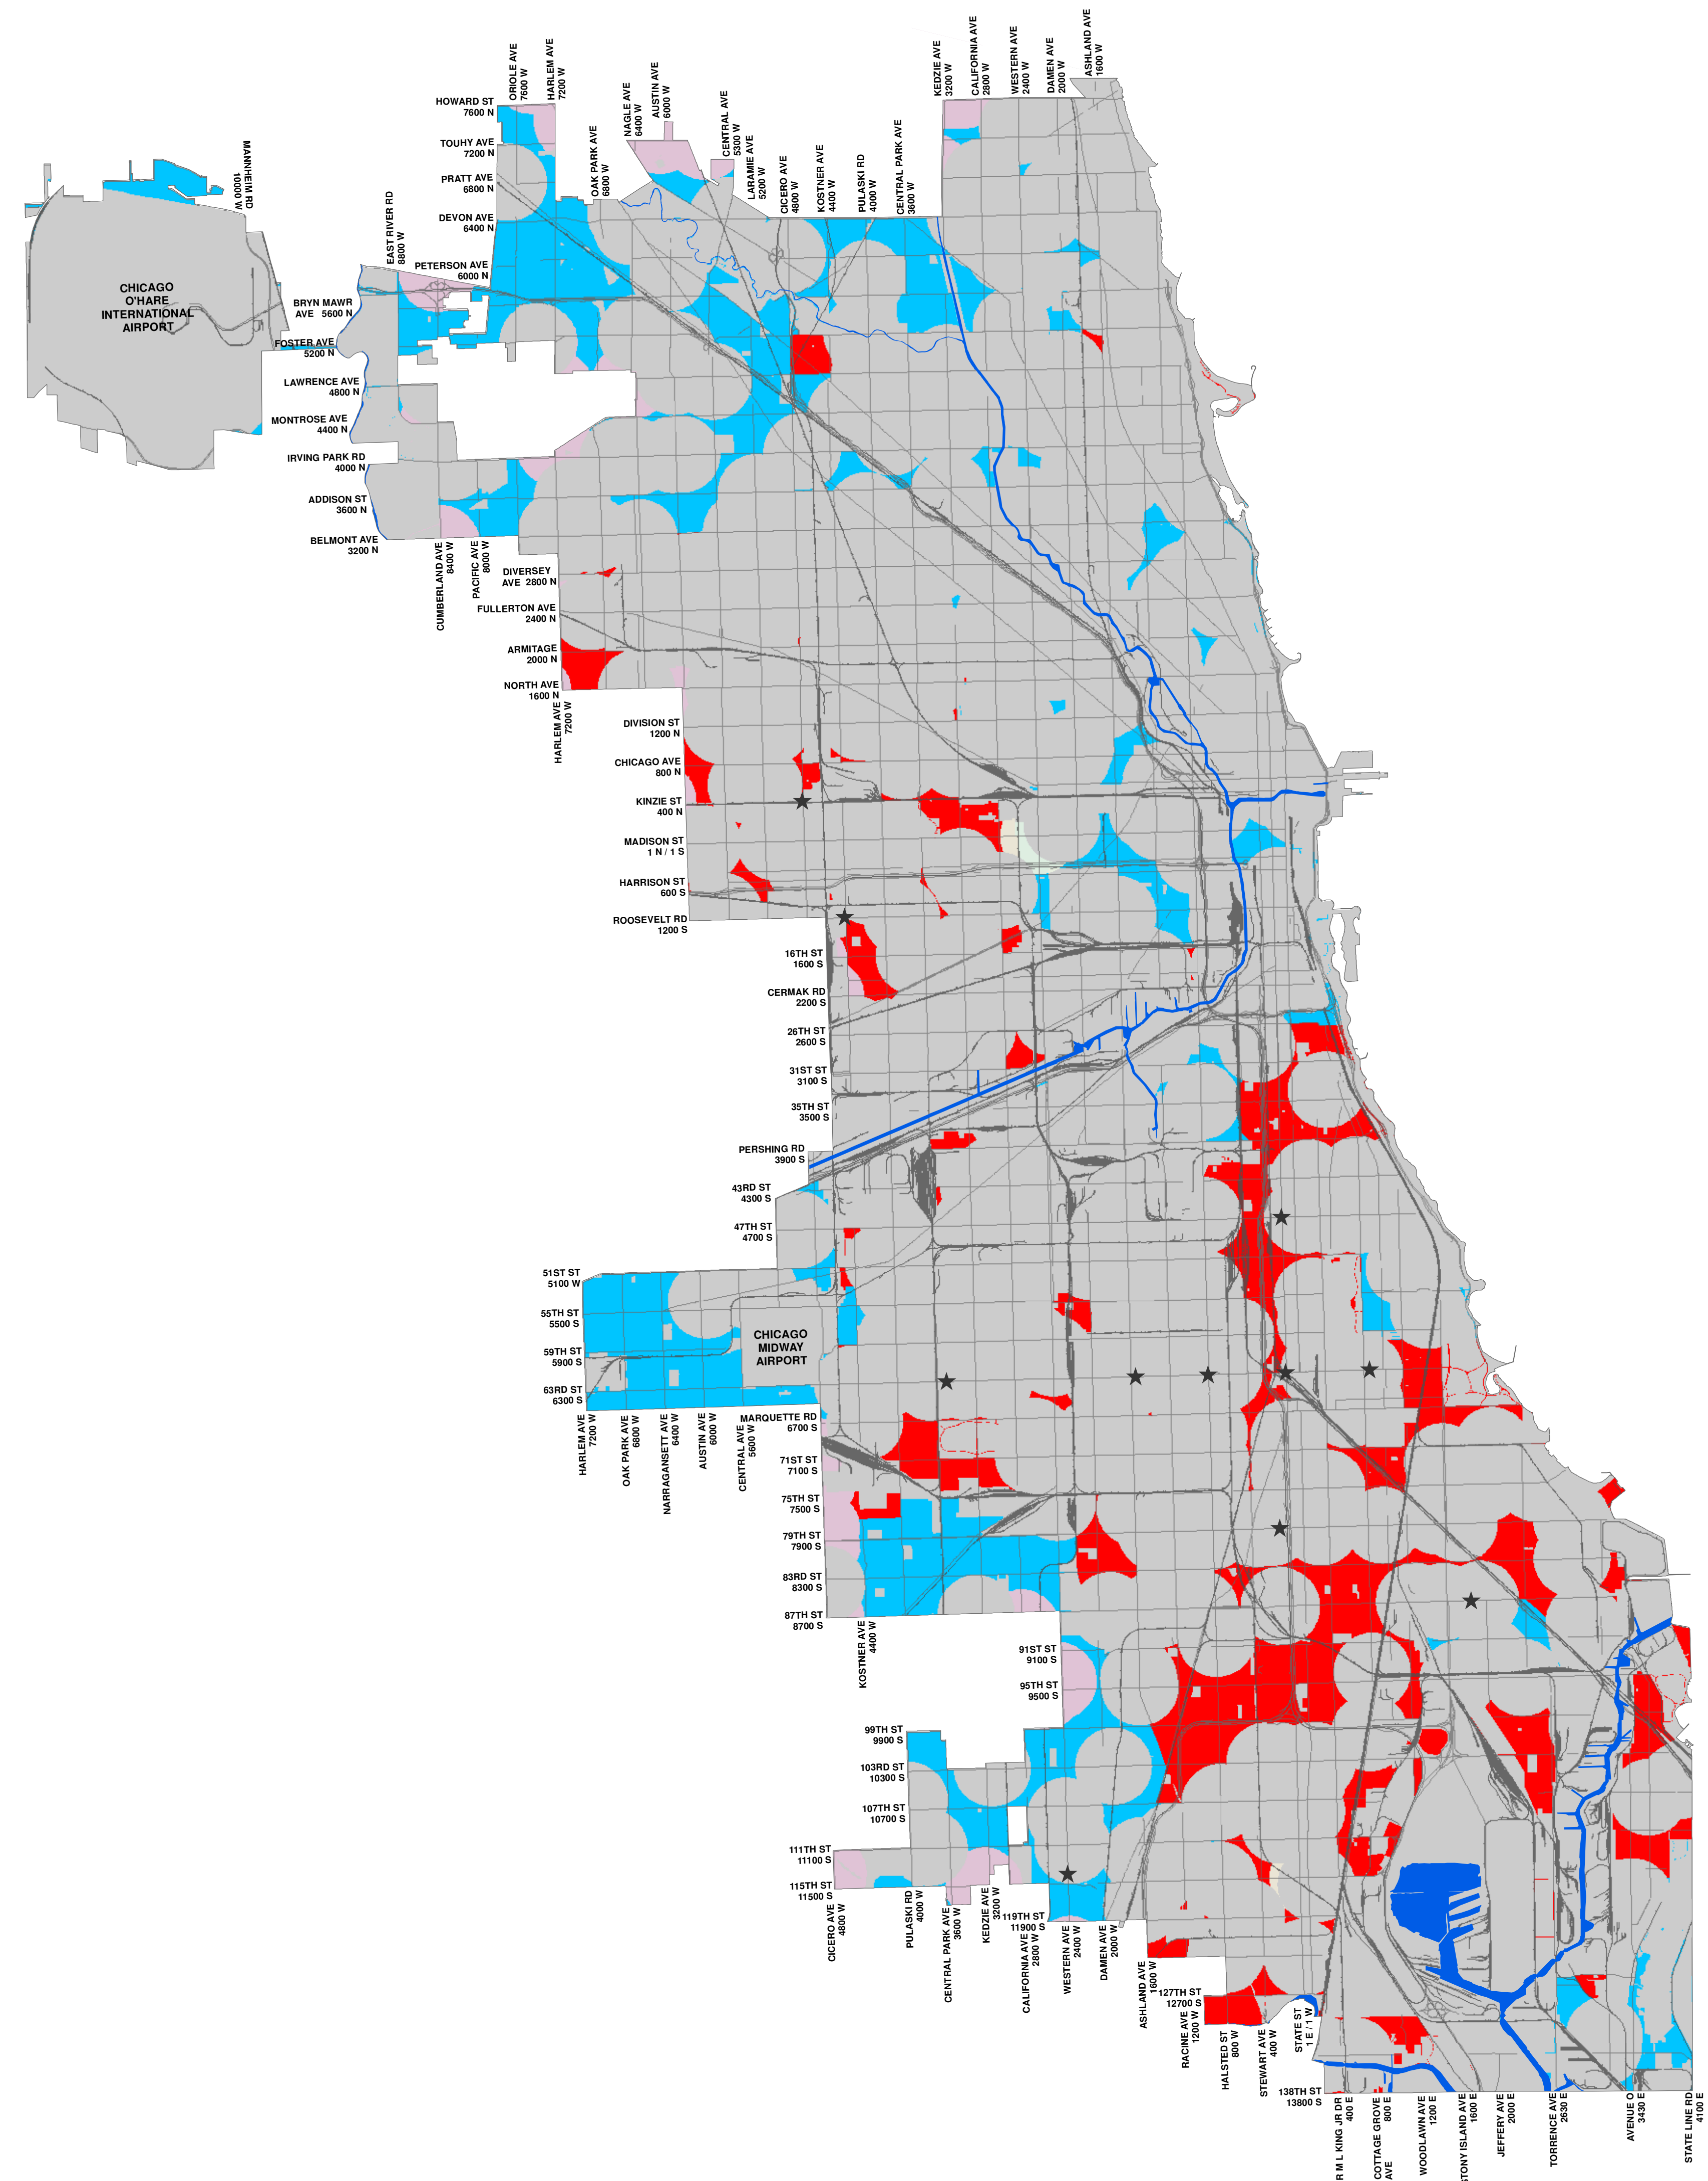 ORIOLE AVE
7600 W
HARLEM AVE
7200 W
OAK PARK AVE
6800 W
NAGLE AVE
6400 W
AUSTIN AVE
6000 W
CENTRAL AVE
5300 W
LARAMIE AVE
5200 W
CICERO AVE
4800 W
KOSTNER AVE
4400 W
PULASKI RD
4000 W
CENTRAL PARK AVE
3600 W
KEDZIE AVE
3200 W
CALIFORNIA AVE
2800 W
WESTERN AVE
2400 W
DAMEN AVE
2000 W
ASHLAND AVE
1600 W
HOWARD ST
7600 N
TOUHY AVE
7200 N
PRATT AVE
6800 N
DEVON AVE
6400 N
PETERSON AVE
6000 N
MANNHEIM RD
10000 W
EAST RIVER RD
8800 W
CHICAGO
O'HARE
INTERNATIONAL
AIRPORT
BRYN MAWR
AVE 5600 N
FOSTER AVE
5200 N
LAWRENCE AVE
4800 N
MONTROSE AVE
4400 N
IRVING PARK RD
4000 N
ADDISON ST
3600 N
BELMONT AVE
3200 N
CUMBERLAND AVE
8400 W
PACIFIC AVE
8000 W
DIVERSEY
AVE 2800 N
FULLERTON AVE
2400 N
ARMITAGE
2000 N
NORTH AVE
1600 N
HARLEM AVE
7200 W
DIVISION ST
1200 N
CHICAGO AVE
800 N
KINZIE ST
400 N
MADISON ST
1 N / 1 S
HARRISON ST
600 S
ROOSEVELT RD
1200 S
16TH ST
1600 S
CERMAK RD
2200 S
26TH ST
2600 S
31ST ST
3100 S
35TH ST
3500 S
PERSHING RD
3900 S
43RD ST
4300 S
47TH ST
4700 S
51ST ST
5100 W
55TH ST
5500 S
59TH ST
5900 S
63RD ST
6300 S
CHICAGO
MIDWAY
AIRPORT
HARLEM AVE
7200 W
OAK PARK AVE
6800 W
NARRAGANSETT AVE
6400 W
AUSTIN AVE
6000 W
CENTRAL AVE
5600 W
MARQUETTE RD
6700 S
71ST ST
7100 S
75TH ST
7500 S
79TH ST
7900 S
83RD ST
8300 S
87TH ST
8700 S
KOSTNER AVE
4400 W
91ST ST
9100 S
95TH ST
9500 S
99TH ST
9900 S
103RD ST
10300 S
107TH ST
10700 S
111TH ST
11100 S
115TH ST
11500 S
CICERO AVE
4800 W
PULASKI RD
4000 W
CENTRAL PARK AVE
3600 W
KEDZIE AVE
3200 W
CALIFORNIA AVE
2800 W
119TH ST
11900 S
WESTERN AVE
2400 W
DAMEN AVE
2000 W
ASHLAND AVE
1600 W
127TH ST
12700 S
RACINE AVE
1200 W
HALSTED ST
800 W
STEWART AVE
400 W
STATE ST
1 E / 1 W
138TH ST
13800 S
R M L KING JR DR
400 E
COTTAGE GROVE
800 E
AVE
WOODLAWN AVE
1200 E
STONY ISLAND AVE
1600 E
JEFFERY AVE
2000 E
TORRENCE AVE
2630 E
AVENUE O
3430 E
STATE LINE RD
4100 E